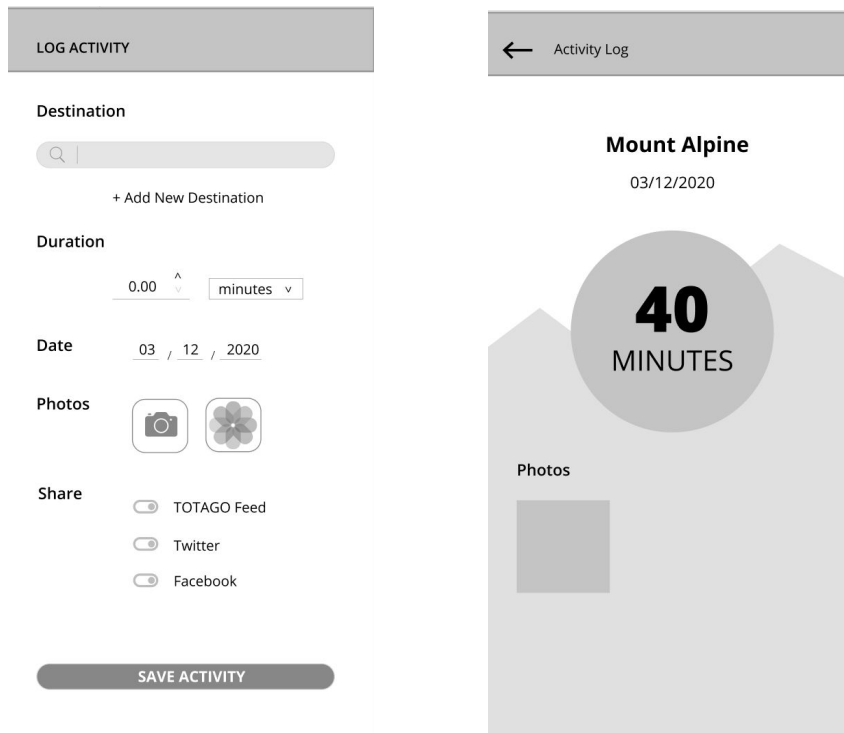 LOG ACTIVITY
Destination
+ Add New Destination
Duration
0.00 minutes
Date 03 / 12 / 2020
Photos
Share
TOTAGO Feed
Twitter
Facebook
SAVE ACTIVITY
Activity Log
Mount Alpine
03/12/2020
40
MINUTES
Photos